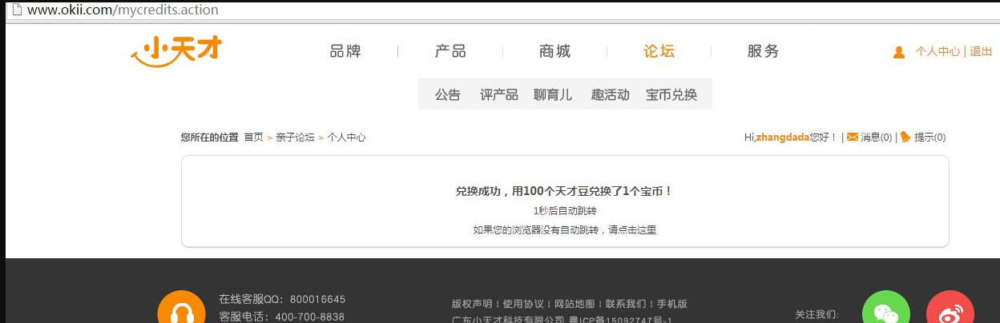 www.okii.com/mycredits.action
小天才
品牌 | 产品 | 商城 | 论坛 | 服务
个人中心 | 退出
公告 评产品 聊育儿 趣活动 宝币兑换
您所在的位置 首页 > 亲子论坛 > 个人中心
Hi,zhangdada您好！ | 消息(0) | 提示(0)
兑换成功，用100个天才豆兑换了1个宝币！
1秒后自动跳转
如果您的浏览器没有自动跳转，请点击这里
在线客服QQ：800016645
客服电话：400-700-8838
版权声明 ¦ 使用协议 ¦ 网站地图 ¦ 联系我们 ¦ 手机版
广东小天才科技有限公司 粤ICP备15092747号-1
关注我们: